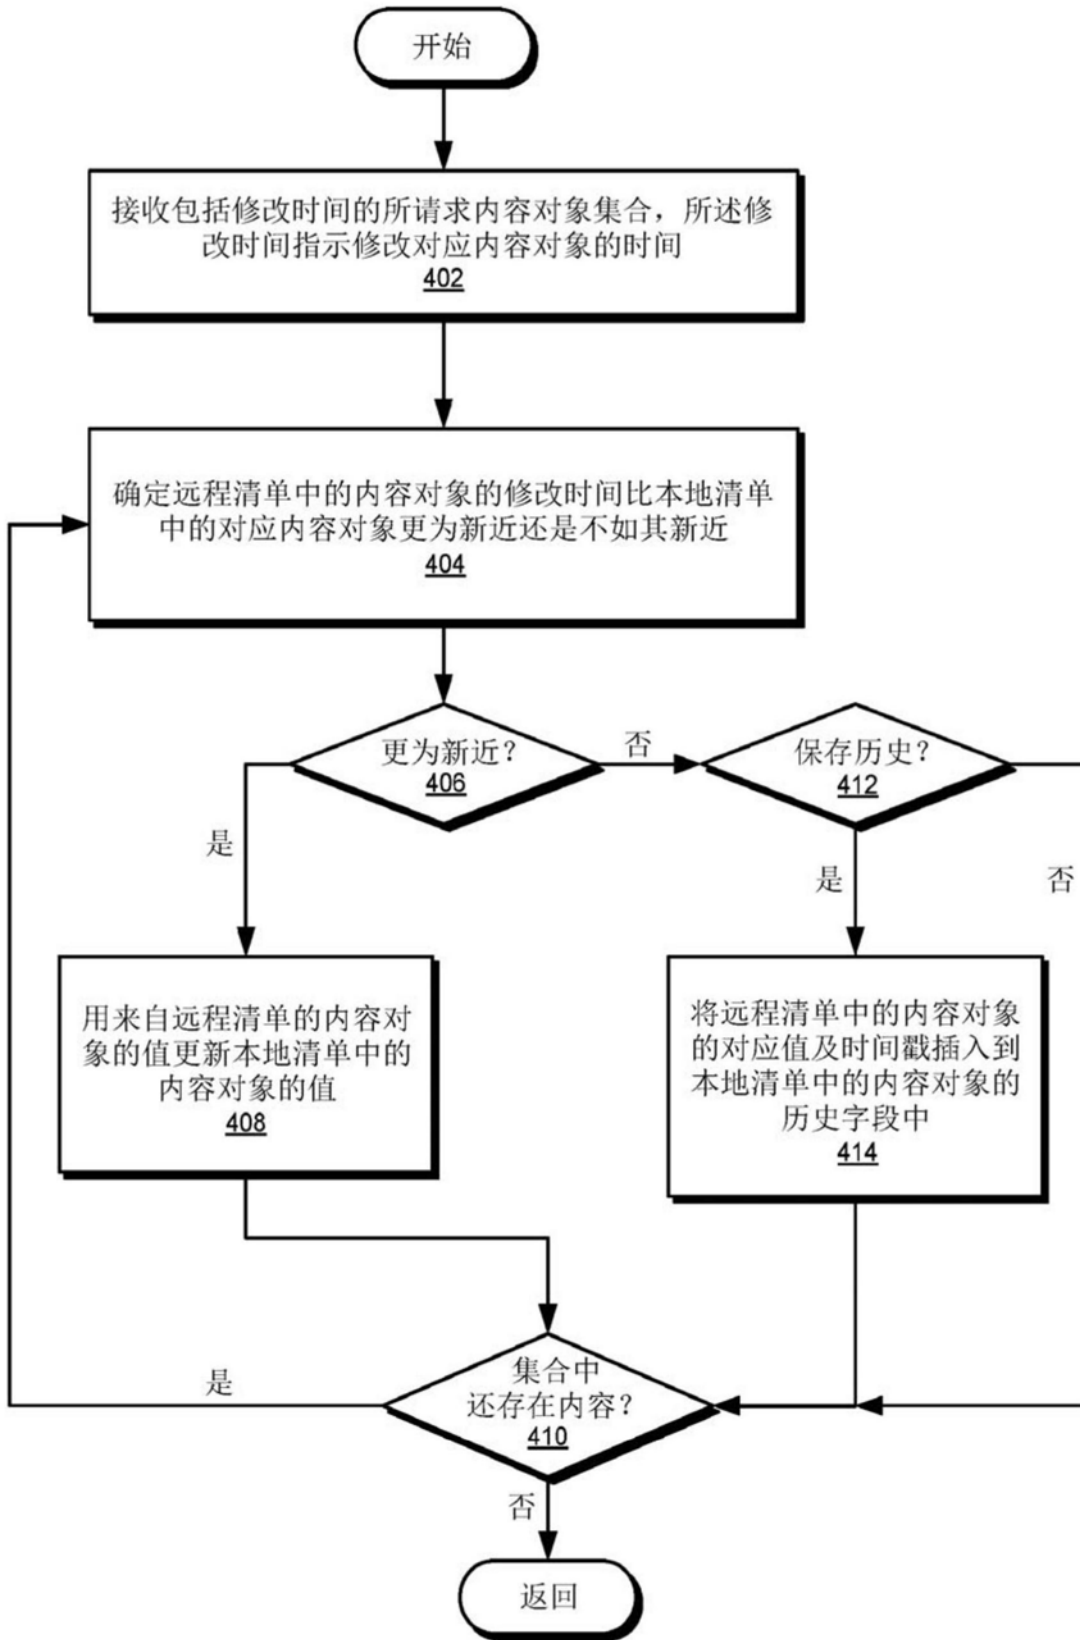 开始
接收包括修改时间的所请求内容对象集合，所述修
改时间指示修改对应内容对象的时间
402
确定远程清单中的内容对象的修改时间比本地清单
中的对应内容对象更为新近还是不如其新近
404
更为新近？
406
否
保存历史？
412
是
是
否
用来自远程清单的内容对
象的值更新本地清单中的
内容对象的值
408
将远程清单中的内容对象
的对应值及时间戳插入到
本地清单中的内容对象的
历史字段中
414
是
集合中
还存在内容？
410
否
返回